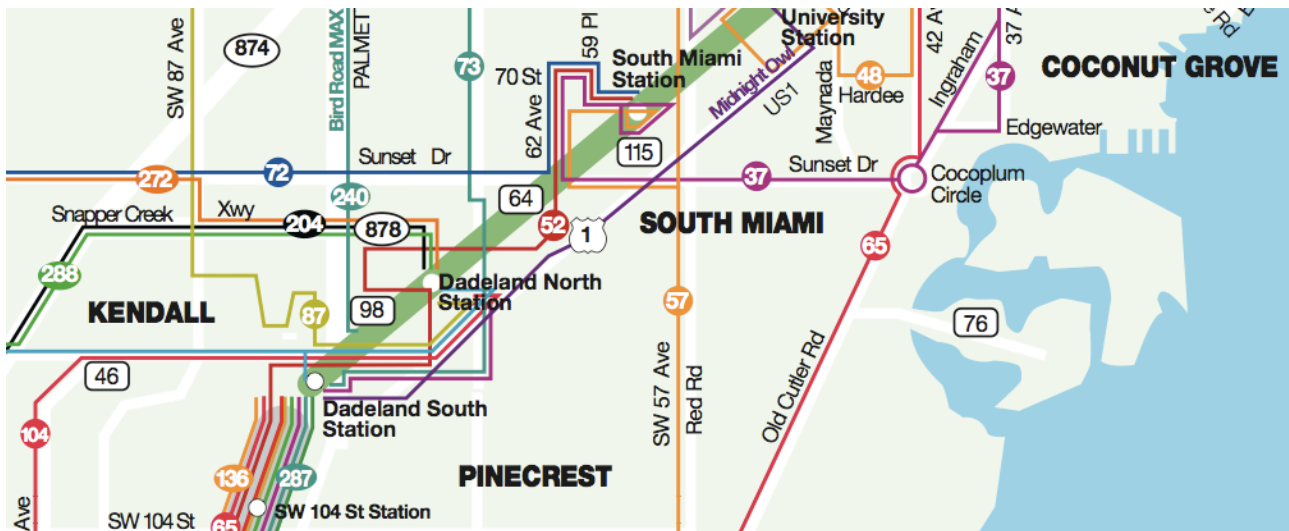 University
Station
COCONUT GROVE
42 A
37 A
Ingraham
37
Edgewater
Cocoplum
Circle
48
Hardee
Maynada
US1
Midnight Owl
59 Pl
South Miami
Station
70 St
62 Ave
73
Bird Road MAX
PALMET
874
SW 87 Ave
115
Sunset Dr
72
272
Sunset Dr
37
240
64
Snapper Creek
Xwy
204
878
52
1
SOUTH MIAMI
65
288
KENDALL
Dadeland North
Station
87
98
57
46
76
SW 57 Ave
Red Rd
Old Cutler Rd
Dadeland South
Station
104
136
287
PINECREST
SW 104 St Station
SW 104 St
65
Ave